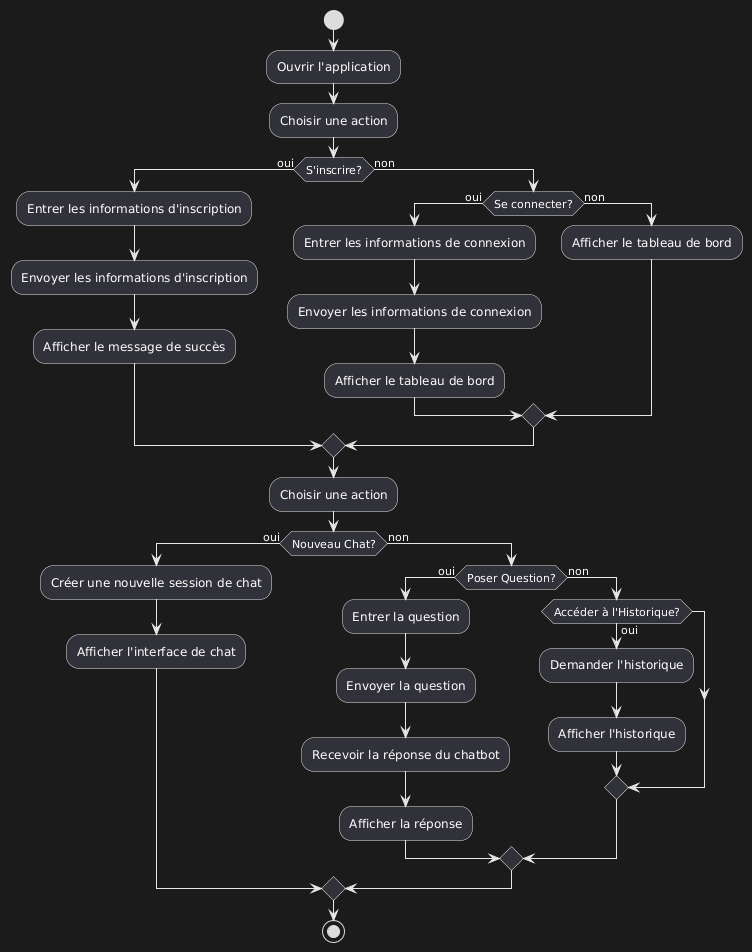 Ouvrir l'application
Choisir une action
oui
S'inscrire?
non
Entrer les informations d'inscription
Envoyer les informations d'inscription
Afficher le message de succès
oui
Se connecter?
non
Entrer les informations de connexion
Envoyer les informations de connexion
Afficher le tableau de bord
Afficher le tableau de bord
Choisir une action
oui
Nouveau Chat?
non
Créer une nouvelle session de chat
Afficher l'interface de chat
oui
Poser Question?
non
Entrer la question
Envoyer la question
Recevoir la réponse du chatbot
Afficher la réponse
Accéder à l'Historique?
oui
Demander l'historique
Afficher l'historique